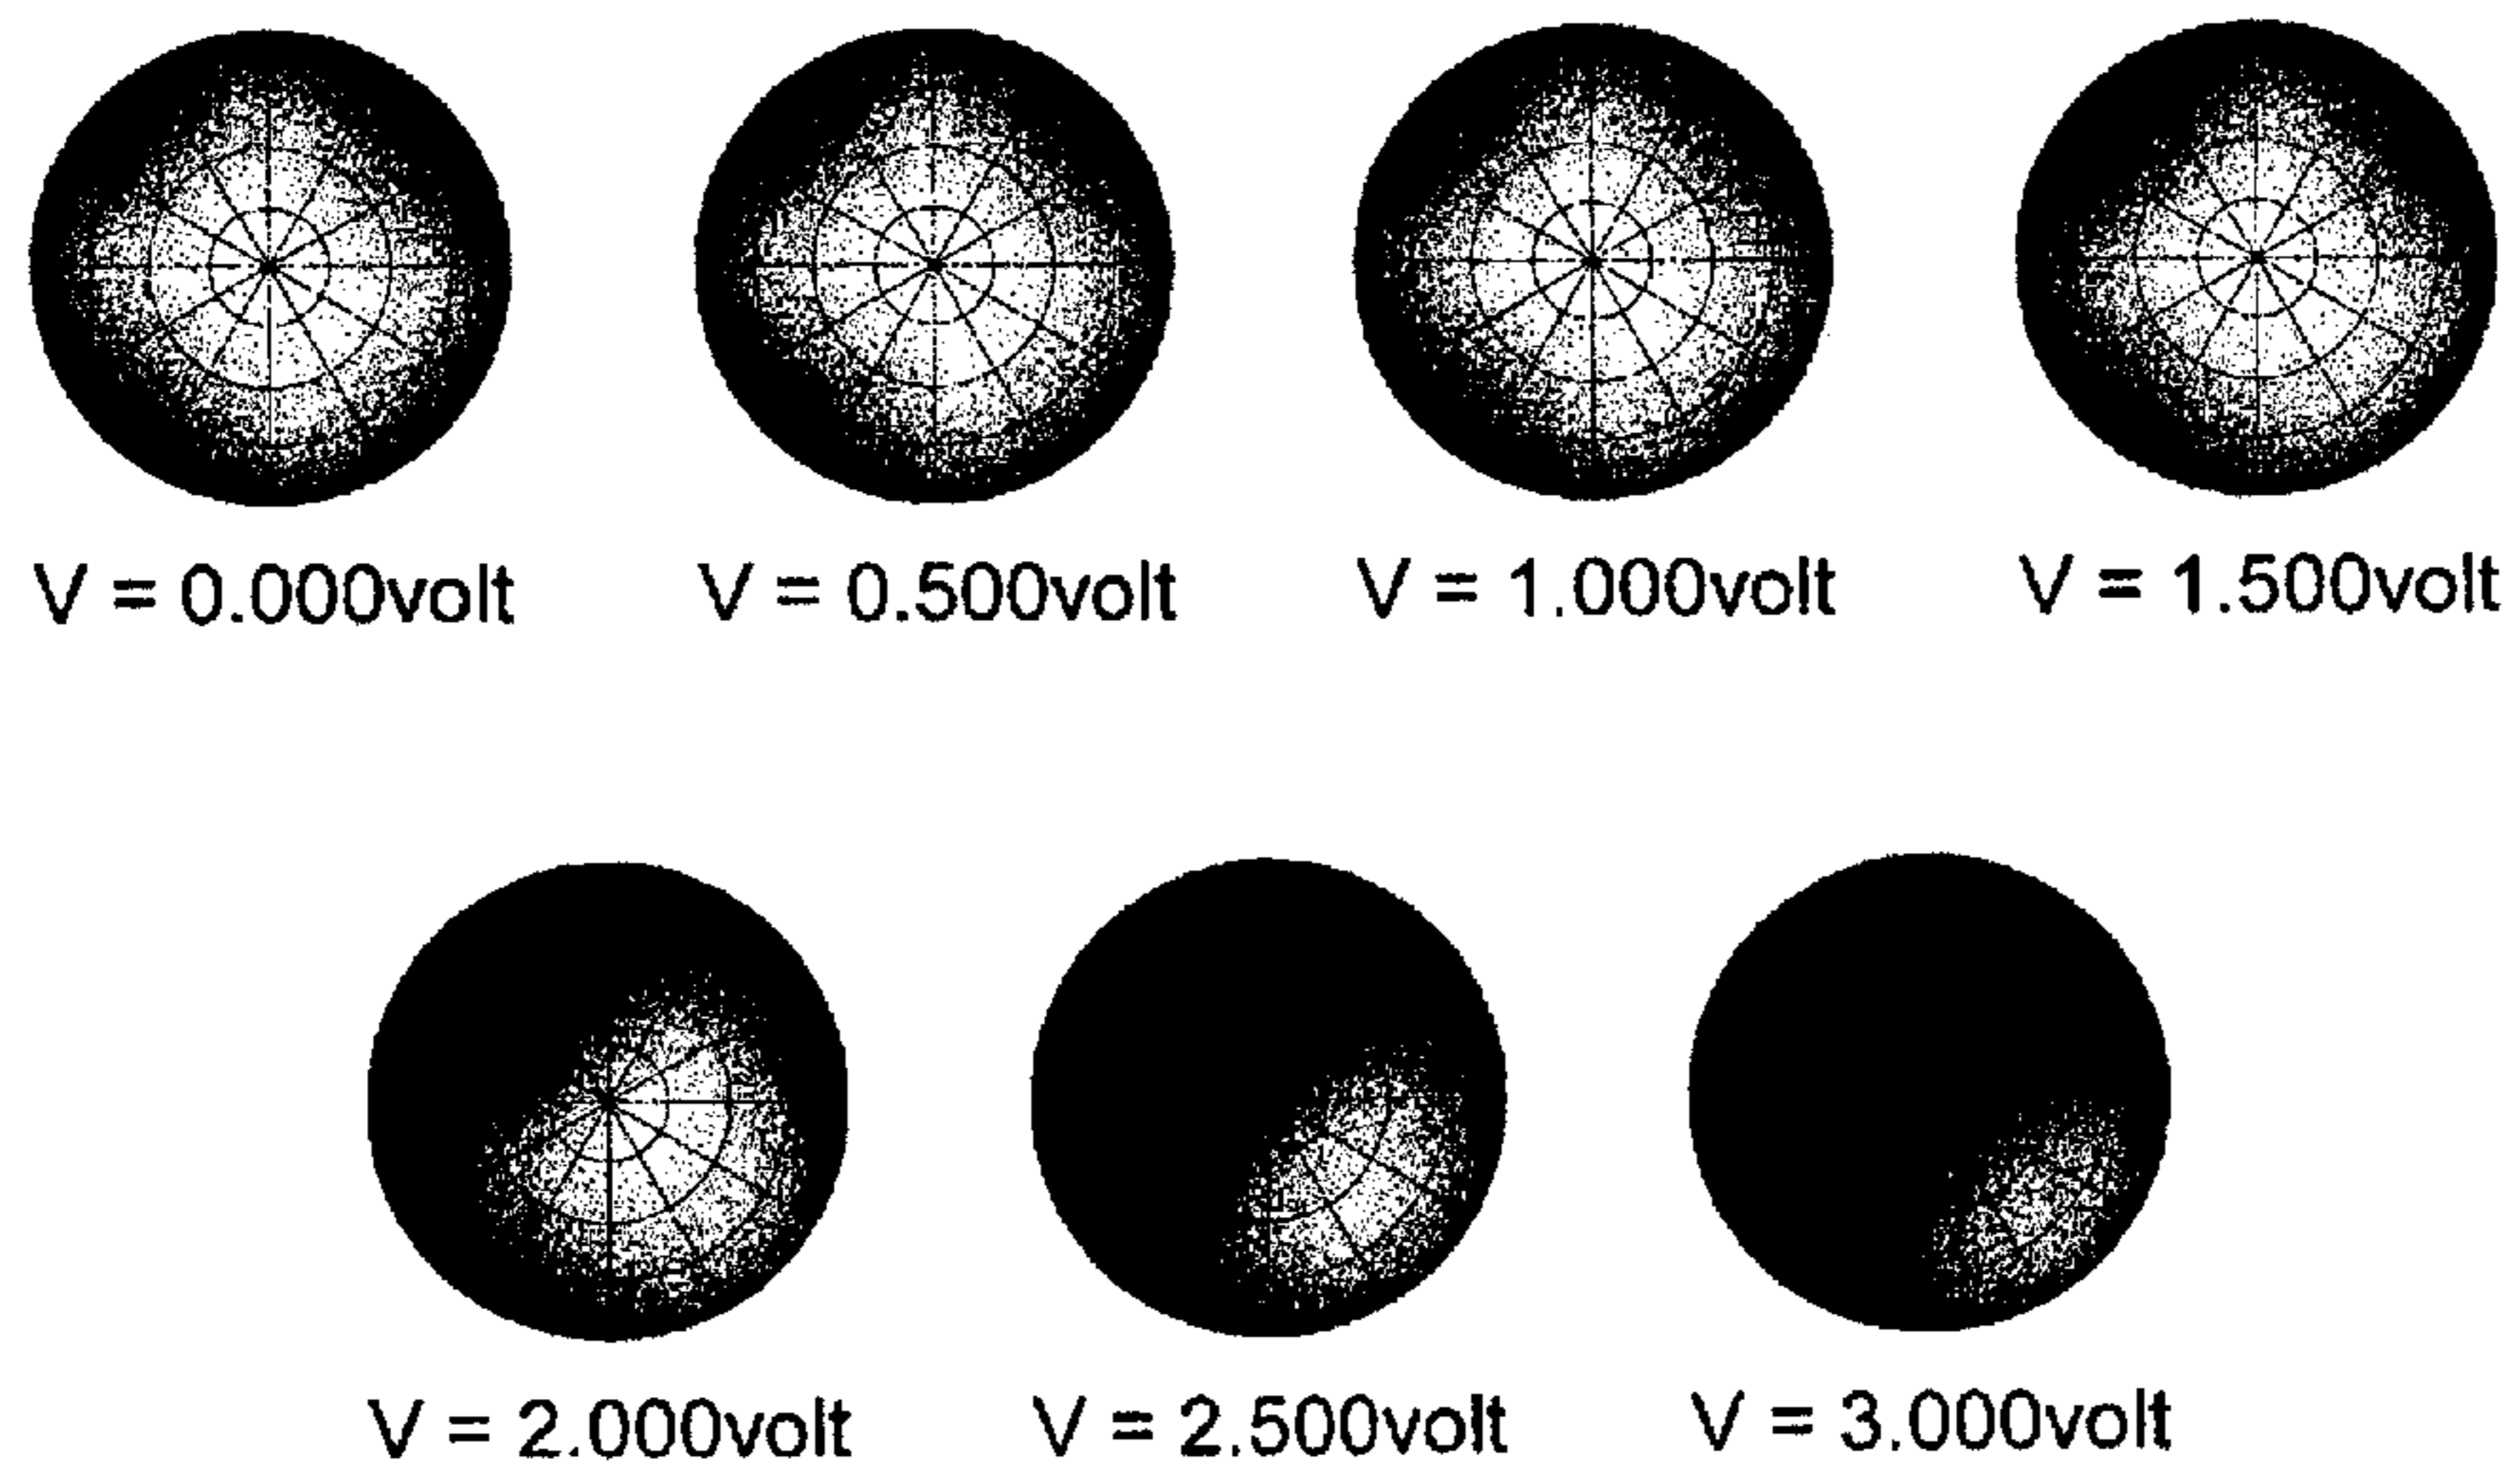 V = 0.000volt
V = 0.500volt
V = 1.000volt
V = 1.500volt
V = 2.000volt
V = 2.500volt
V = 3.000volt